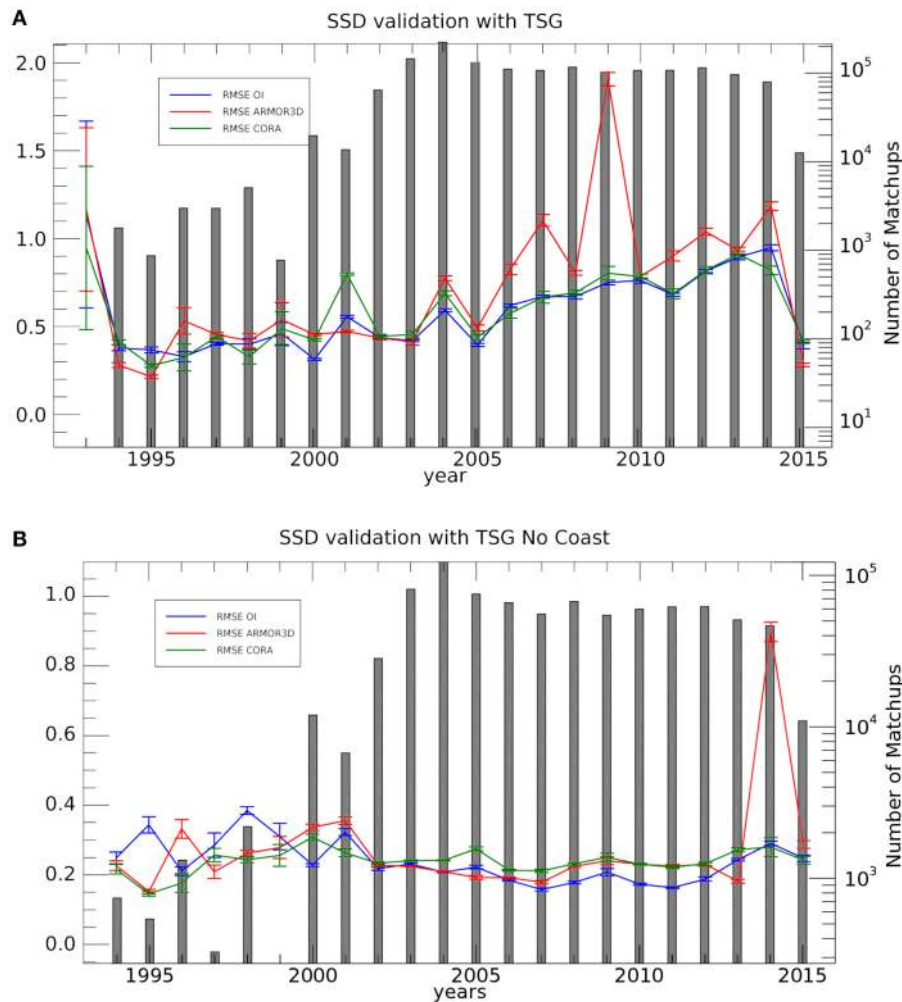 A
SSD validation with TSG
2.0
1.5
1.0
0.5
0.0
RMSE OI
RMSE ARMOR3D
RMSE CORA
10^5
10^4
10^3
10^2
10^1
Number of Matchups
1995 2000 2005 2010 2015
year
B
SSD validation with TSG No Coast
1.0
0.8
0.6
0.4
0.2
0.0
RMSE OI
RMSE ARMOR3D
RMSE CORA
10^5
10^4
10^3
Number of Matchups
1995 2000 2005 2010 2015
years